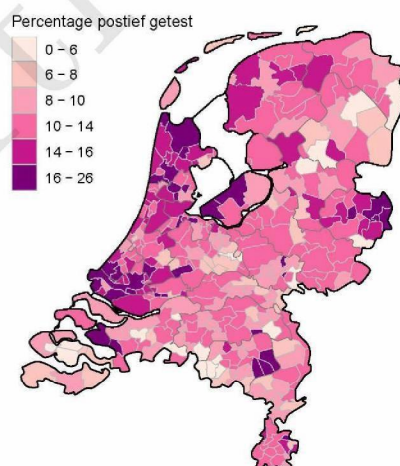 Percentage postief getest
0 – 6
6 – 8
8 – 10
10 – 14
14 – 16
16 – 26